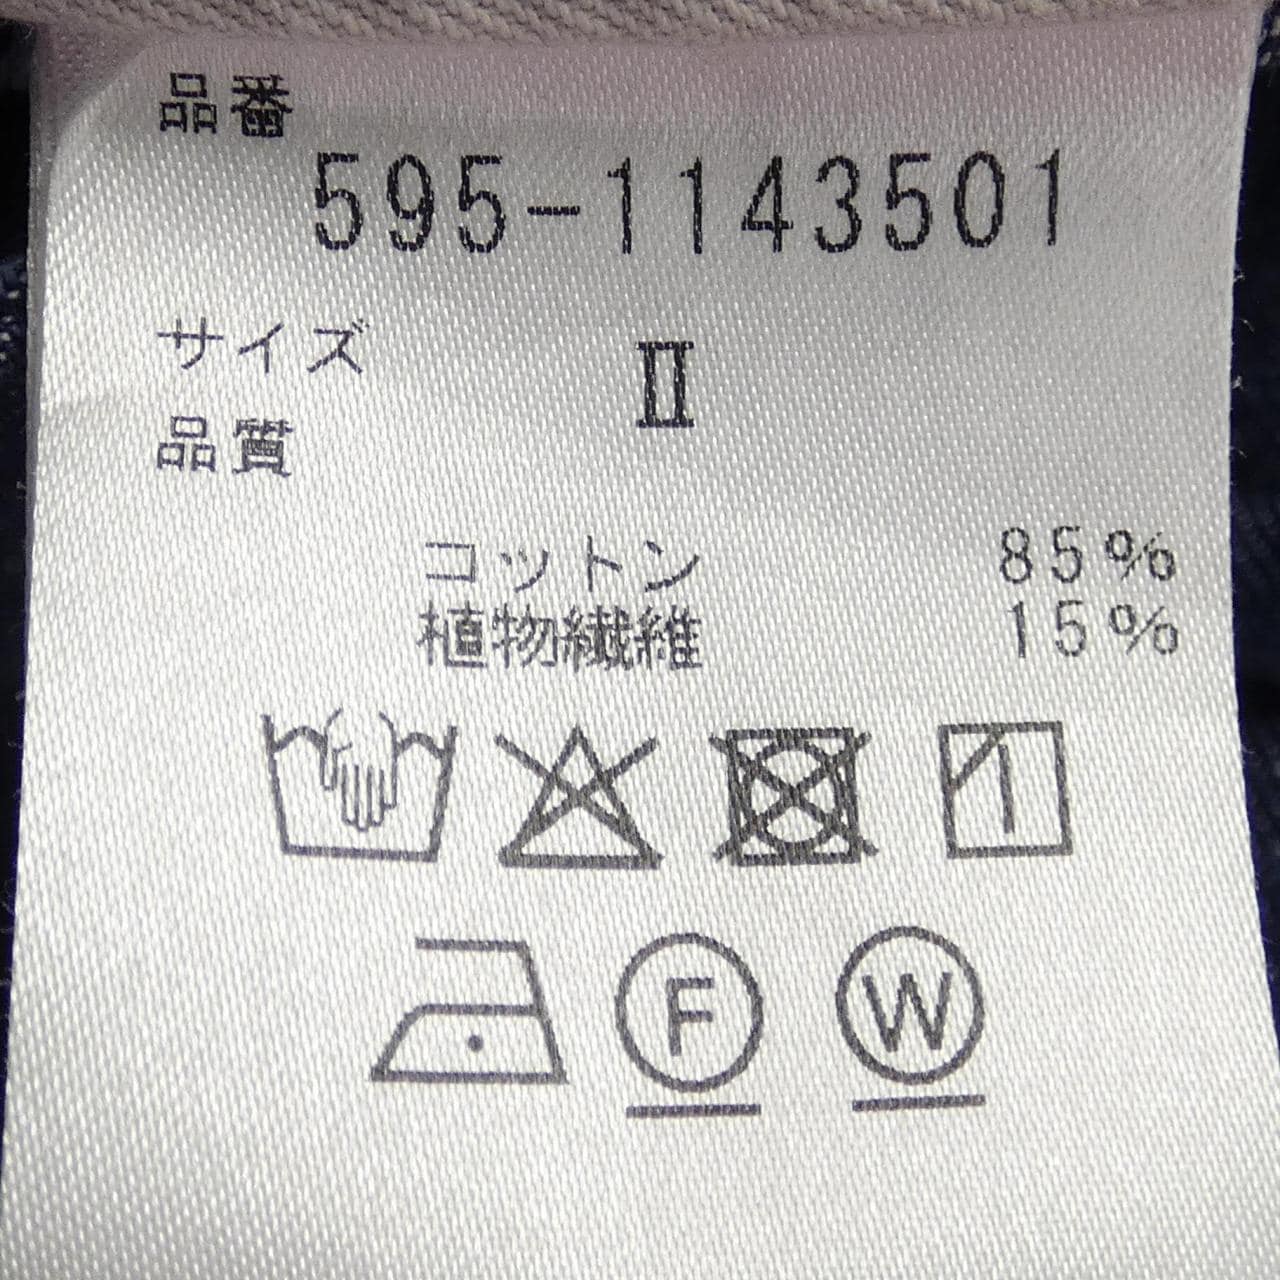 品番
595-1143501
サイズ Ⅱ
品質
コットン 85%
植物繊維 15%
F W